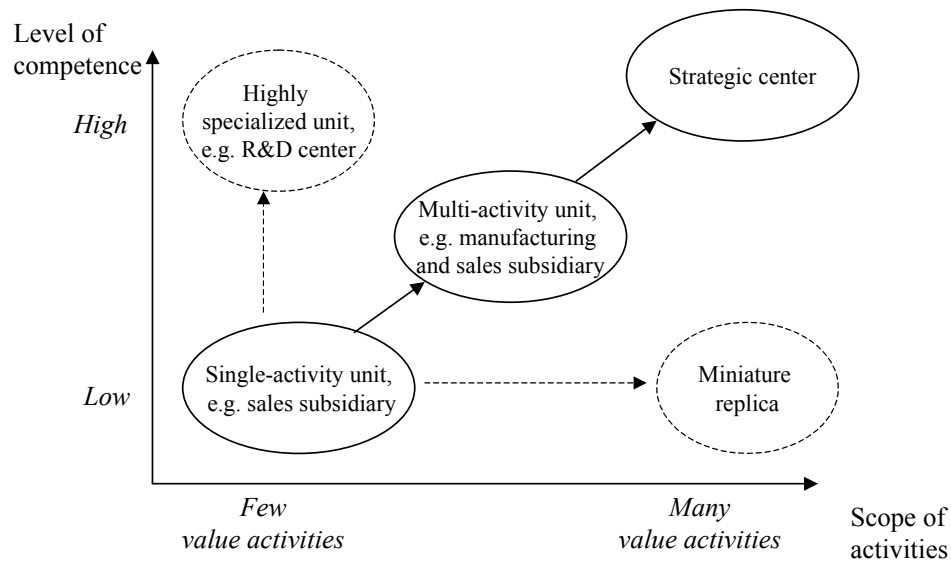 Level of
competence
High
Highly
specialized unit,
e.g. R&D center
Strategic center
Multi-activity unit,
e.g. manufacturing
and sales subsidiary
Low
Single-activity unit,
e.g. sales subsidiary
Miniature
replica
Few
value activities
Many
value activities
Scope of
activities